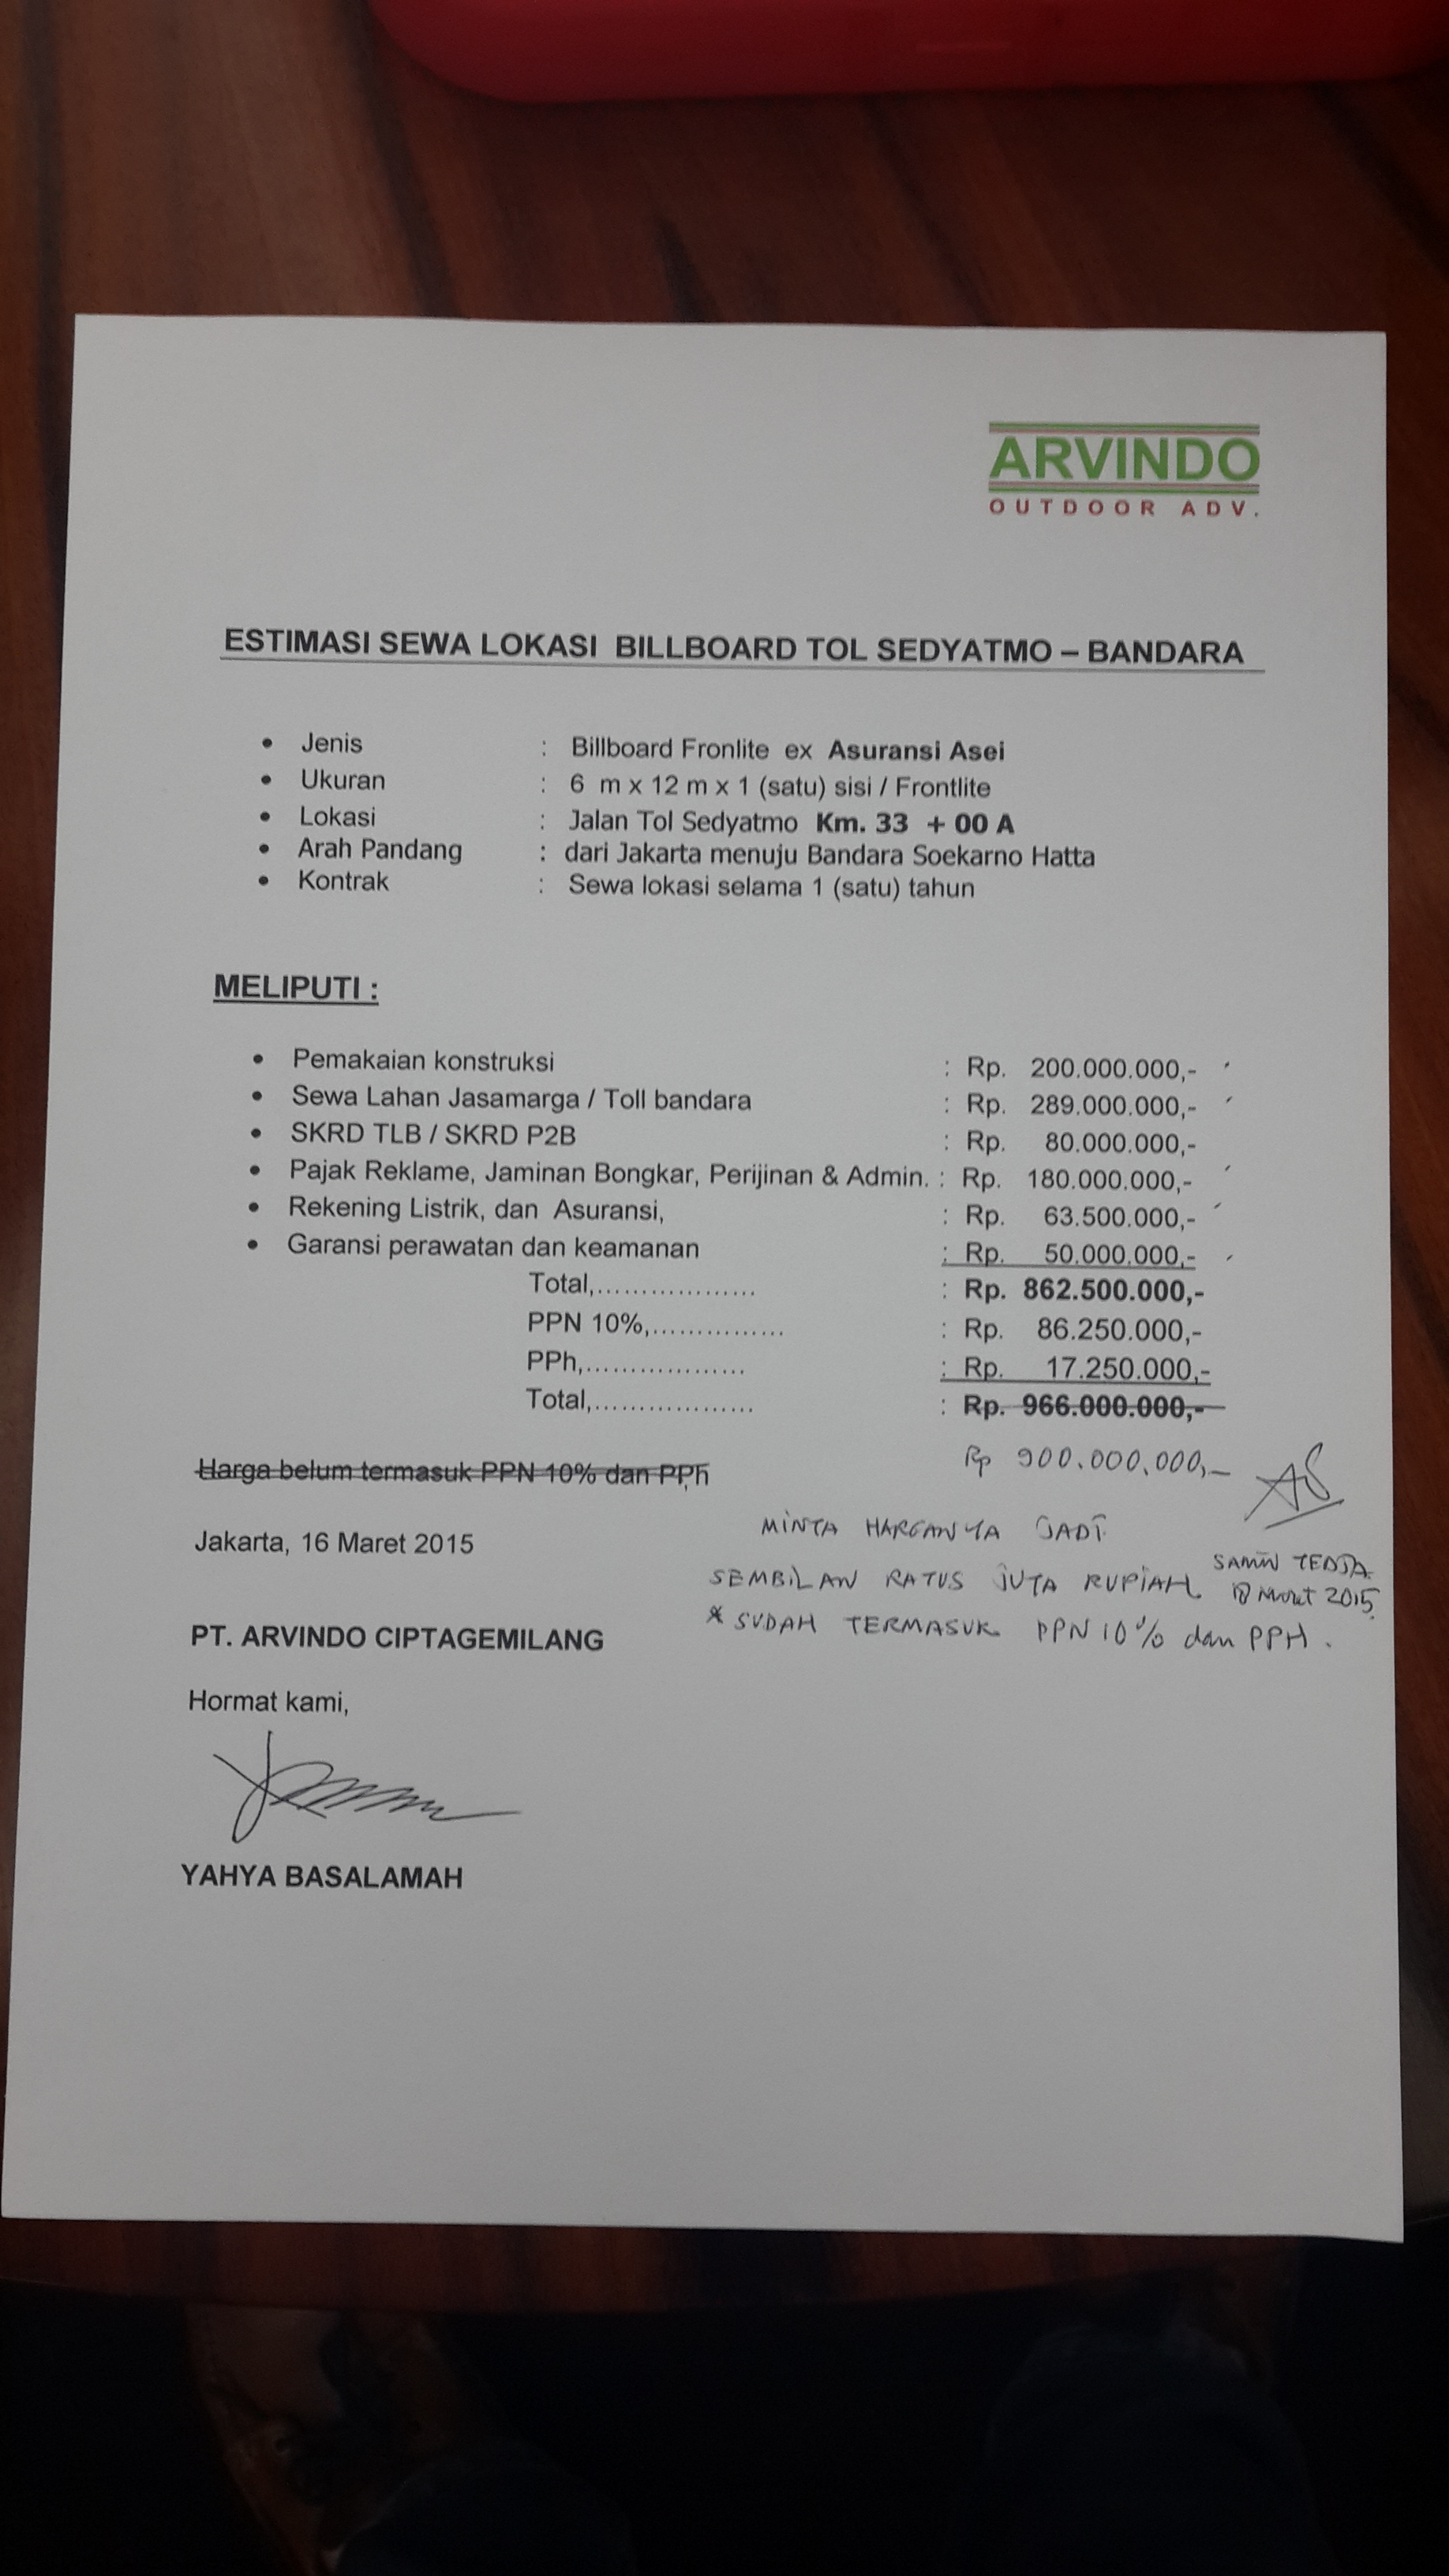 ARVINDO
OUTDOOR ADV.
ESTIMASI SEWA LOKASI BILLBOARD TOL SEDYATMO – BANDARA
• Jenis : Billboard Fronlite ex Asuransi Asei
• Ukuran : 6 m x 12 m x 1 (satu) sisi / Frontlite
• Lokasi : Jalan Tol Sedyatmo Km. 33 + 00 A
• Arah Pandang : dari Jakarta menuju Bandara Soekarno Hatta
• Kontrak : Sewa lokasi selama 1 (satu) tahun
MELIPUTI :
• Pemakaian konstruksi : Rp. 200.000.000,-
• Sewa Lahan Jasamarga / Toll bandara : Rp. 289.000.000,-
• SKRD TLB / SKRD P2B : Rp. 80.000.000,-
• Pajak Reklame, Jaminan Bongkar, Perijinan & Admin. : Rp. 180.000.000,-
• Rekening Listrik, dan Asuransi, : Rp. 63.500.000,-
• Garansi perawatan dan keamanan : Rp. 50.000.000,-
Total,................... : Rp. 862.500.000,-
PPN 10%,............... : Rp. 86.250.000,-
PPh,................... : Rp. 17.250.000,-
Total,................... : Rp. 966.000.000,-
Rp 900.000.000,-
Harga belum termasuk PPN 10% dan PPh
MINTA HARGANYA JADI
SEMBILAN RATUS JUTA RUPIAH
* SUDAH TERMASUK PPN 10% dan PPH.
SAMIN TEDJA
18 Maret 2015
Jakarta, 16 Maret 2015
PT. ARVINDO CIPTAGEMILANG
Hormat kami,
YAHYA BASALAMAH